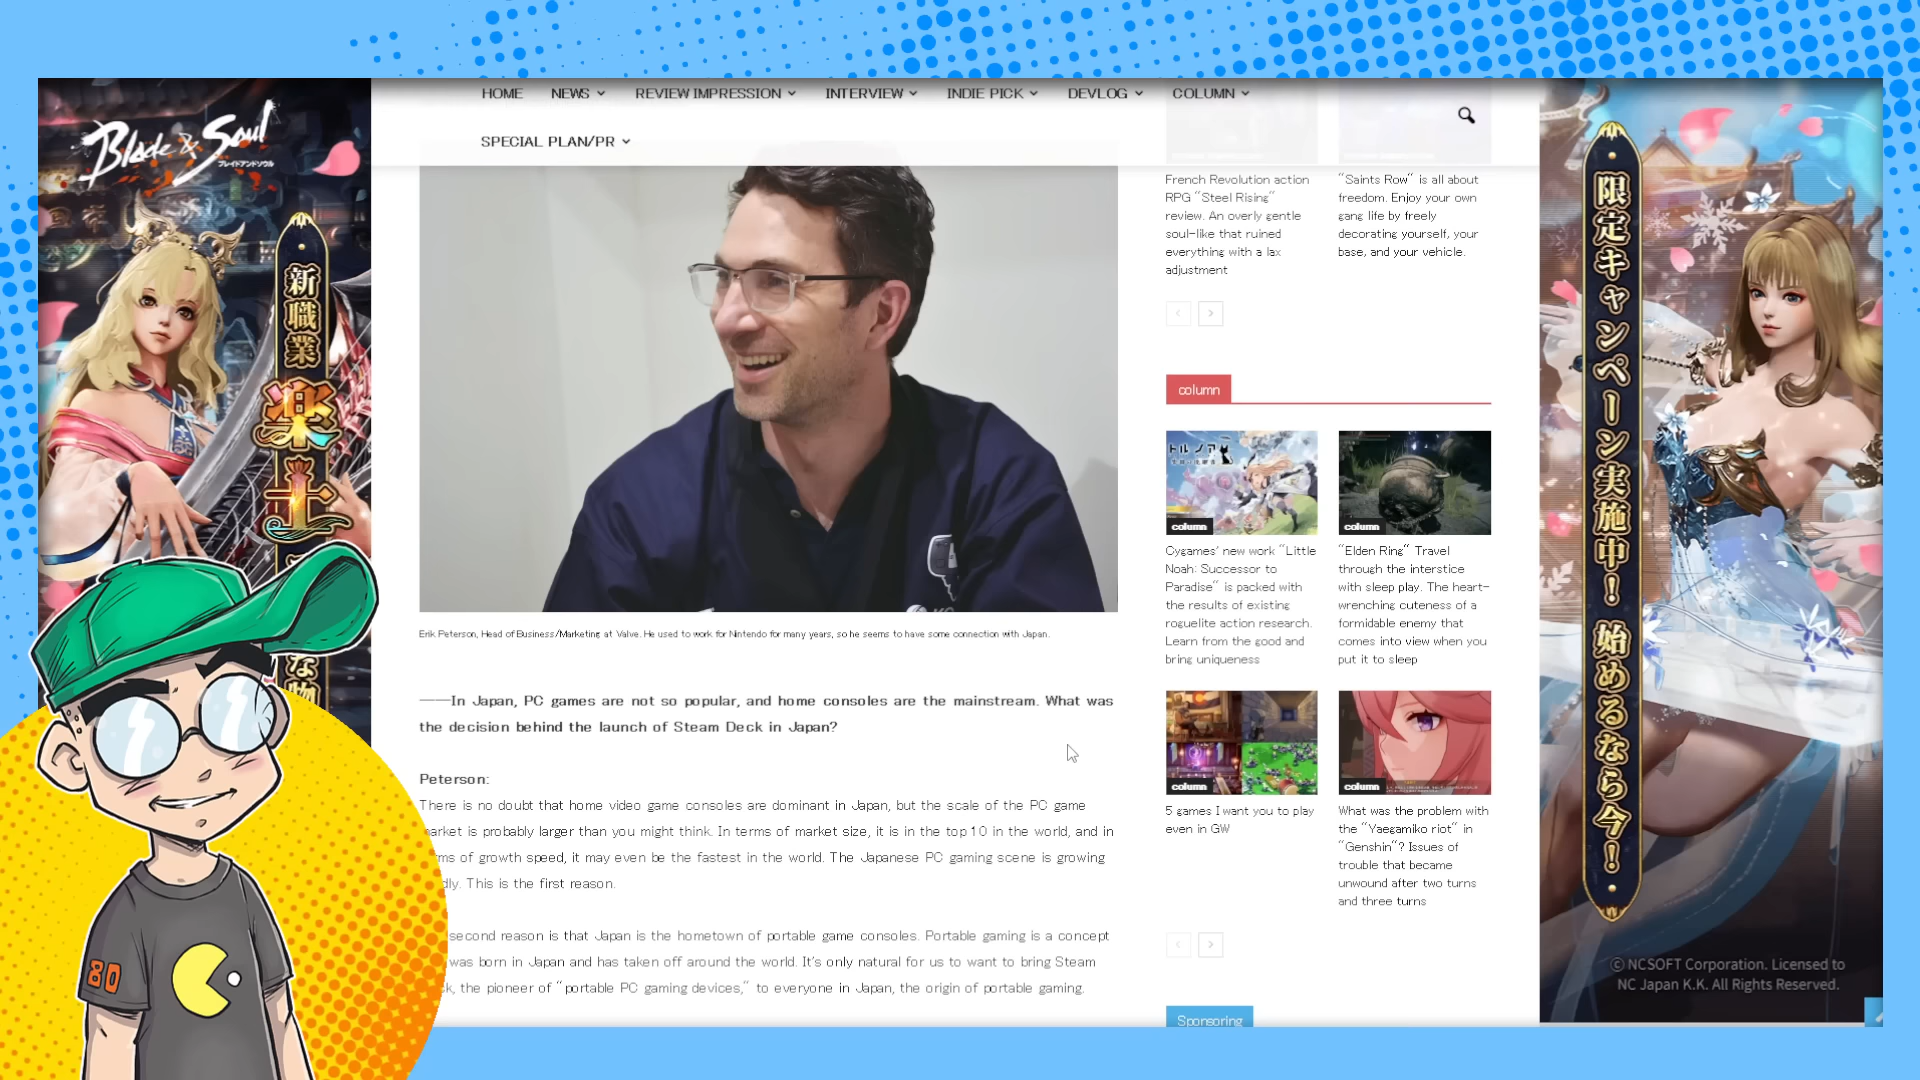 HOME
NEWS
REVIEW IMPRESSION
INTERVIEW
INDIE PICK
DEVLOG
COLUMN
SPECIAL PLAN/PR
Blade & Soul
ブレイドアンドソウル
新職業
楽士
Erik Peterson, Head of Business/Marketing at Valve. He used to work for Nintendo for many years, so he seems to have some connection with Japan.
——In Japan, PC games are not so popular, and home consoles are the mainstream. What was
the decision behind the launch of Steam Deck in Japan?
Peterson:
There is no doubt that home video game consoles are dominant in Japan, but the scale of the PC game
market is probably larger than you might think. In terms of market size, it is in the top 10 in the world, and in
of growth speed, it may even be the fastest in the world. The Japanese PC gaming scene is growing
This is the first reason.
second reason is that Japan is the hometown of portable game consoles. Portable gaming is a concept
was born in Japan and has taken off around the world. It's only natural for us to want to bring Steam
the pioneer of "portable PC gaming devices," to everyone in Japan, the origin of portable gaming.
80
French Revolution action
RPG "Steel Rising"
review. An overly gentle
soul-like that ruined
everything with a lax
adjustment
"Saints Row" is all about
freedom. Enjoy your own
gang life by freely
decorating yourself, your
base, and your vehicle.
column
column
Cygames' new work "Little
Noah: Successor to
Paradise" is packed with
the results of existing
roguelite action research.
Learn from the good and
bring uniqueness
column
"Elden Ring" Travel
through the interstice
with sleep play. The heart-
wrenching cuteness of a
formidable enemy that
comes into view when you
put it to sleep
column
5 games I want you to play
even in GW
column
What was the problem with
the "Yaegamiko riot" in
"Genshin"? Issues of
trouble that became
unwound after two turns
and three turns
Sponsoring
限定キャンペーン実施中！始めるなら今！
© NCSOFT Corporation. Licensed to
NC Japan K.K. All Rights Reserved.